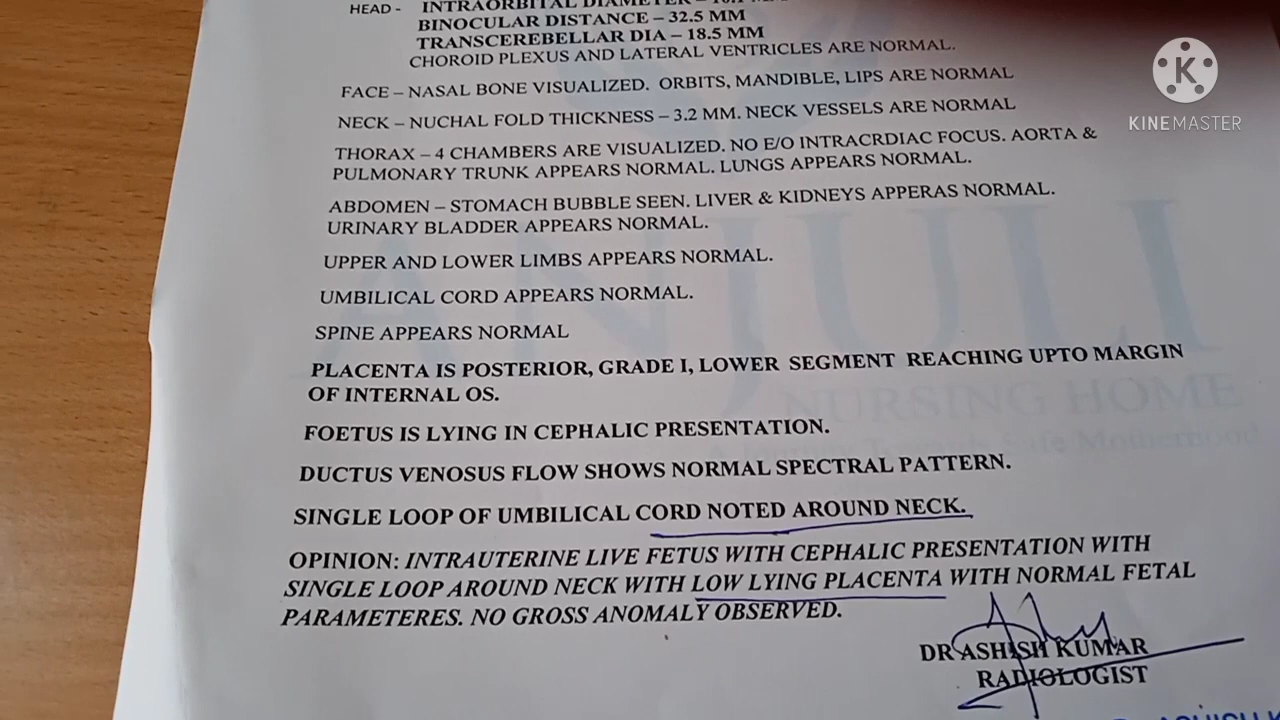 HEAD - INTRAORBITAL DIAMETER –
BINOCULAR DISTANCE – 32.5 MM
TRANSCEREBELLAR DIA – 18.5 MM
CHOROID PLEXUS AND LATERAL VENTRICLES ARE NORMAL.
FACE – NASAL BONE VISUALIZED. ORBITS, MANDIBLE, LIPS ARE NORMAL
NECK – NUCHAL FOLD THICKNESS – 3.2 MM. NECK VESSELS ARE NORMAL
THORAX – 4 CHAMBERS ARE VISUALIZED. NO E/O INTRACRDIAC FOCUS. AORTA &
PULMONARY TRUNK APPEARS NORMAL. LUNGS APPEARS NORMAL.
ABDOMEN – STOMACH BUBBLE SEEN. LIVER & KIDNEYS APPERAS NORMAL.
URINARY BLADDER APPEARS NORMAL.
UPPER AND LOWER LIMBS APPEARS NORMAL.
UMBILICAL CORD APPEARS NORMAL.
SPINE APPEARS NORMAL
PLACENTA IS POSTERIOR, GRADE I, LOWER SEGMENT REACHING UPTO MARGIN
OF INTERNAL OS.
FOETUS IS LYING IN CEPHALIC PRESENTATION.
DUCTUS VENOSUS FLOW SHOWS NORMAL SPECTRAL PATTERN.
SINGLE LOOP OF UMBILICAL CORD NOTED AROUND NECK.
OPINION: INTRAUTERINE LIVE FETUS WITH CEPHALIC PRESENTATION WITH
SINGLE LOOP AROUND NECK WITH LOW LYING PLACENTA WITH NORMAL FETAL
PARAMETERES. NO GROSS ANOMALY OBSERVED.
DR ASHISH KUMAR
RADIOLOGIST
ANJULI
NURSING HOME
K
KINEMASTER